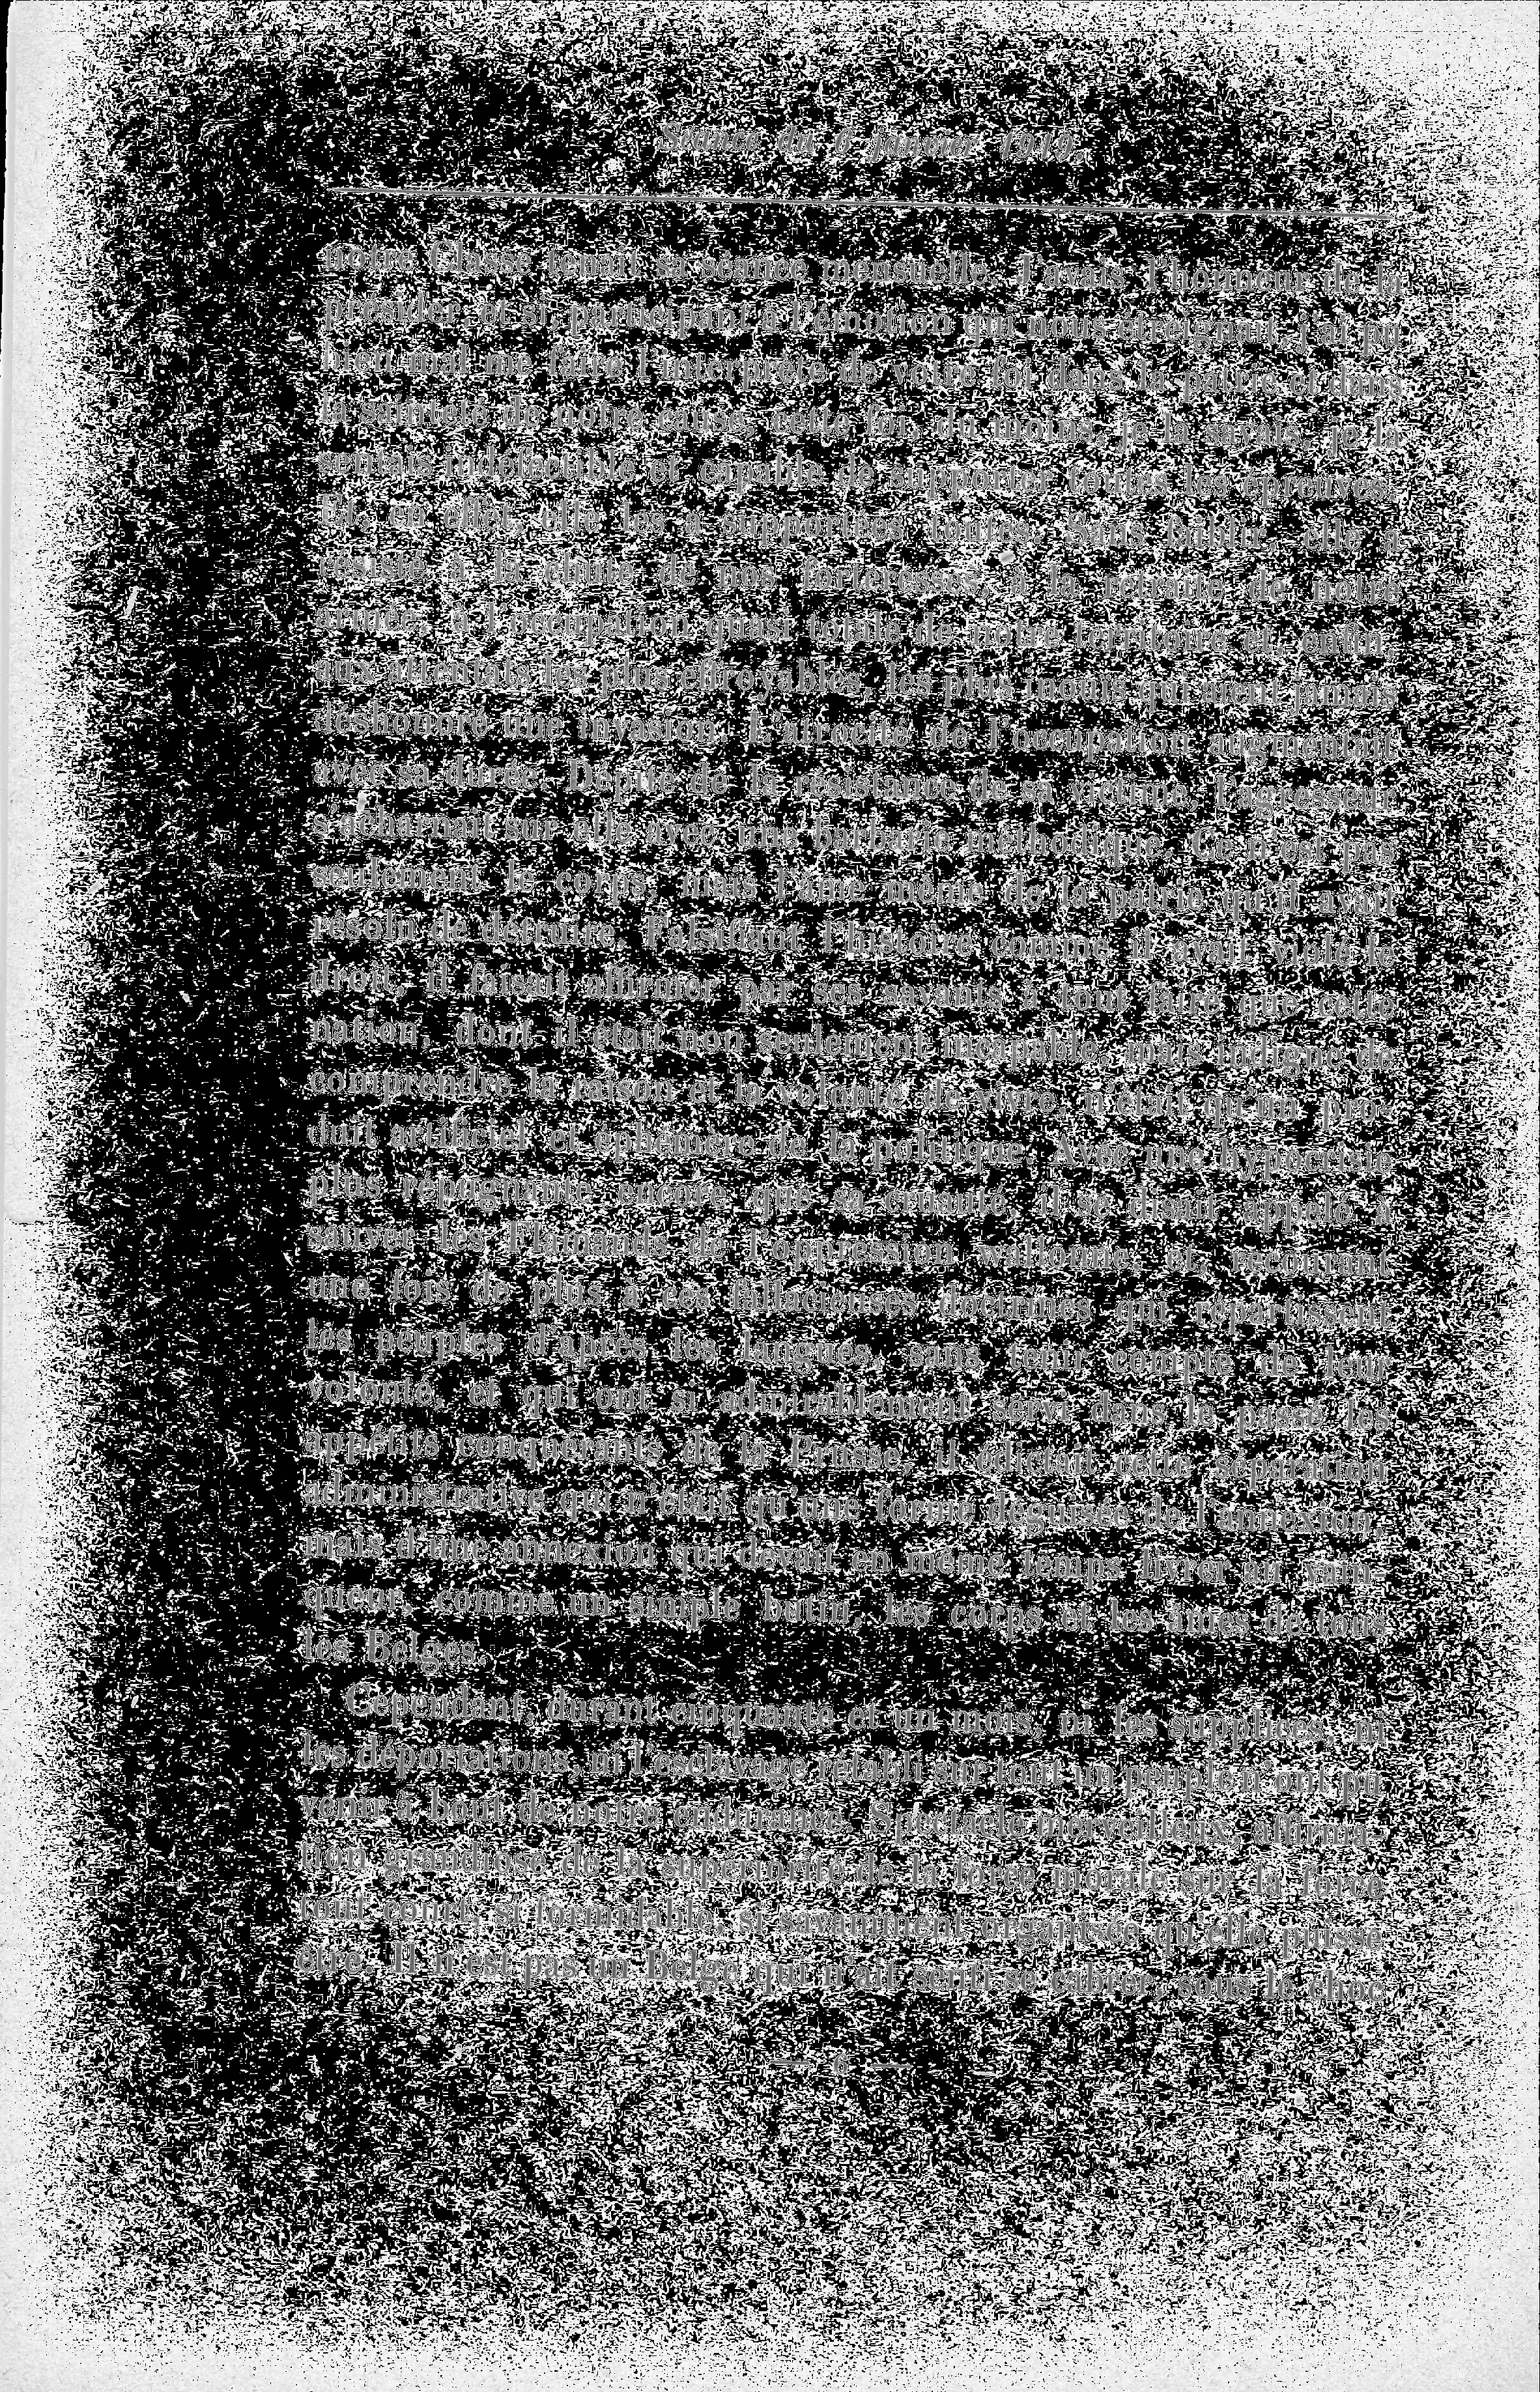 Séance du 6 janvier 1919.
notre Classe tenait sa séance mensuelle. J'avais l'honneur de la
présider, et si, participant à l'émotion qui nous étreignait, j'ai pu
bien mal me faire l'interprète de votre foi dans la patrie et dans
la sainteté de notre cause, cette foi, du moins, je la savais, je la
sentais indéfectible et capable de supporter toutes les épreuves.
Et, en effet, elle les a supportées toutes. Sans faiblir, elle a
résisté à la chute de nos forteresses, à la retraite de notre
armée, à l'occupation quasi totale de notre territoire et, enfin,
aux attentats les plus effroyables, les plus inouïs qui aient jamais
déshonoré une invasion. L'atrocité de l'occupation augmentait
avec sa durée. Dépité de la résistance de sa victime, l'agresseur
s'acharnait sur elle avec une barbarie méthodique. Ce n'est pas
seulement le corps, mais l'âme même de la patrie qu'il avait
résolu de détruire. Falsifiant l'histoire comme il avait violé le
droit, il faisait affirmer par ses savants à tout faire que cette
nation, dont il était non seulement incapable, mais indigne de
comprendre la raison et la volonté de vivre, n'était qu'un pro-
duit artificiel et éphémère de la politique. Avec une hypocrisie
plus répugnante encore que sa cruauté, il se disait appelé à
sauver les Flamands de l'oppression wallonne, et, recourant
une fois de plus à ces fallacieuses doctrines qui répartissent
les peuples d'après les langues, sans tenir compte de leur
volonté, et qui ont si admirablement servi dans le passé les
appétits conquérants de la Prusse, il édictait cette séparation
administrative qui n'était qu'une forme déguisée de l'annexion,
mais d'une annexion qui devait en même temps livrer au vain-
queur, comme un simple butin, les corps et les âmes de tous
les Belges.
Cependant, durant cinquante et un mois, ni les supplices, ni
les déportations, ni l'esclavage rétabli sur tout un peuple n'ont pu
venir à bout de notre endurance. Spectacle merveilleux, affirma-
tion grandiose de la supériorité de la force morale sur la force
tout court, si formidable, si savamment organisée qu'elle puisse
être. Il n'est pas un Belge qui n'ait senti se cabrer, sous le choc
— 6 —